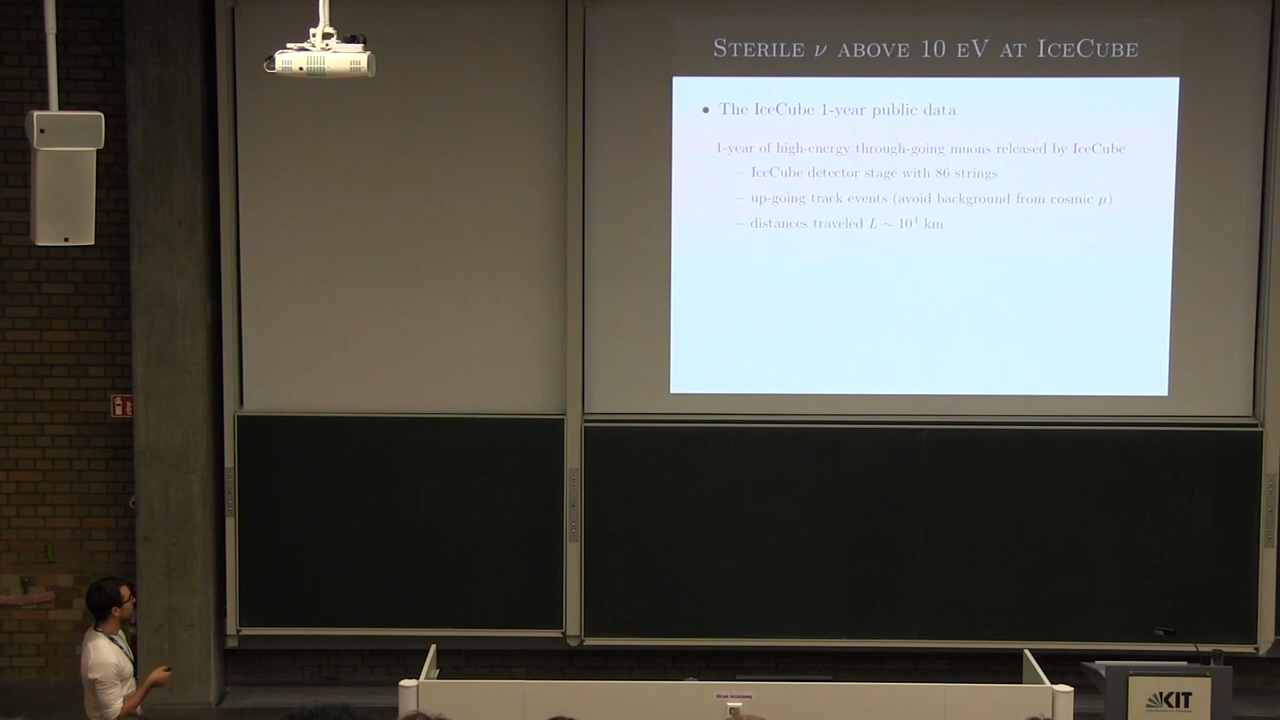 STERILE ν ABOVE 10 EV AT ICECUBE
• The IceCube 1-year public data
1-year of high-energy through-going muons released by IceCube
– IceCube detector stage with 86 strings
– up-going track events (avoid background from cosmic μ)
– distances traveled L ∼ 10⁴ km
KIT